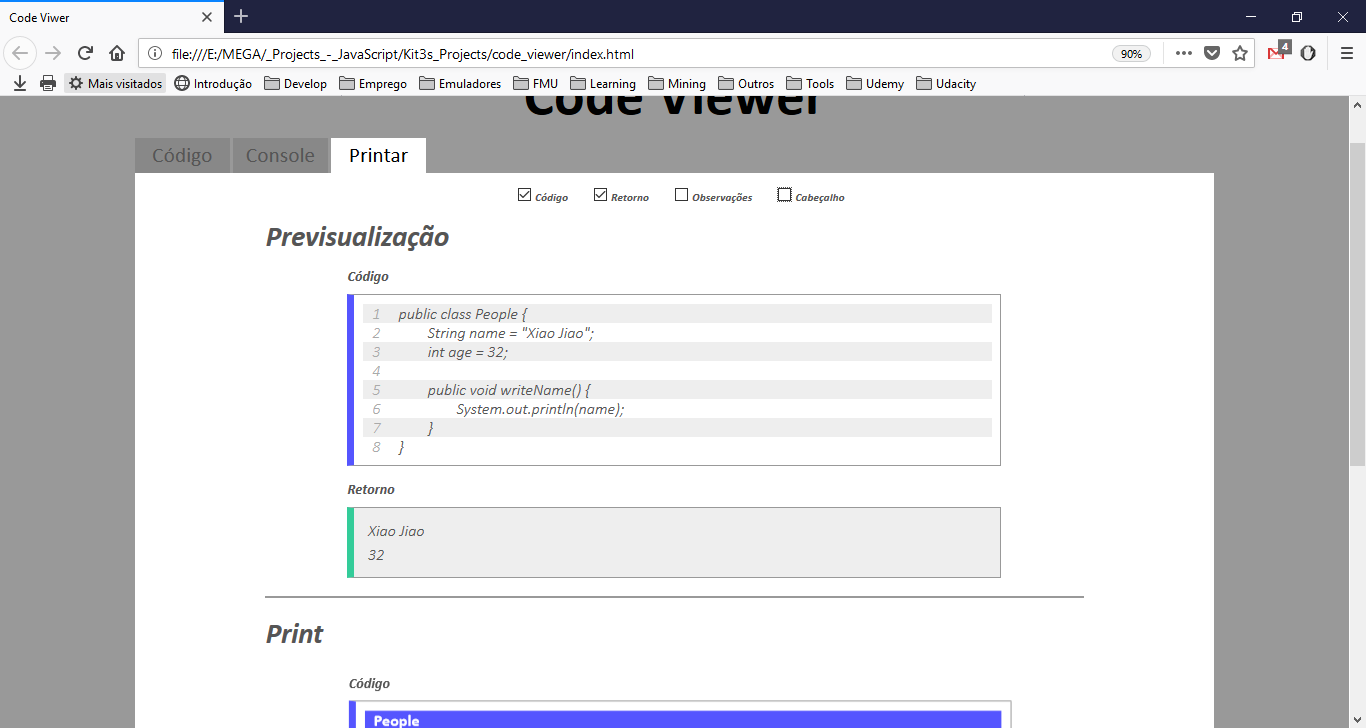 Code Viwer
file:///E:/MEGA/_Projects_-_JavaScript/Kit3s_Projects/code_viewer/index.html 90% 4
Mais visitados Introdução Develop Emprego Emuladores FMU Learning Mining Outros Tools Udemy Udacity
Code Viewer
Código Console Printar
Código Retorno Observações Cabeçalho
Previsualização
Código
1 public class People {
2 String name = "Xiao Jiao";
3 int age = 32;
4
5 public void writeName() {
6 System.out.println(name);
7 }
8 }
Retorno
Xiao Jiao
32
Print
Código
People